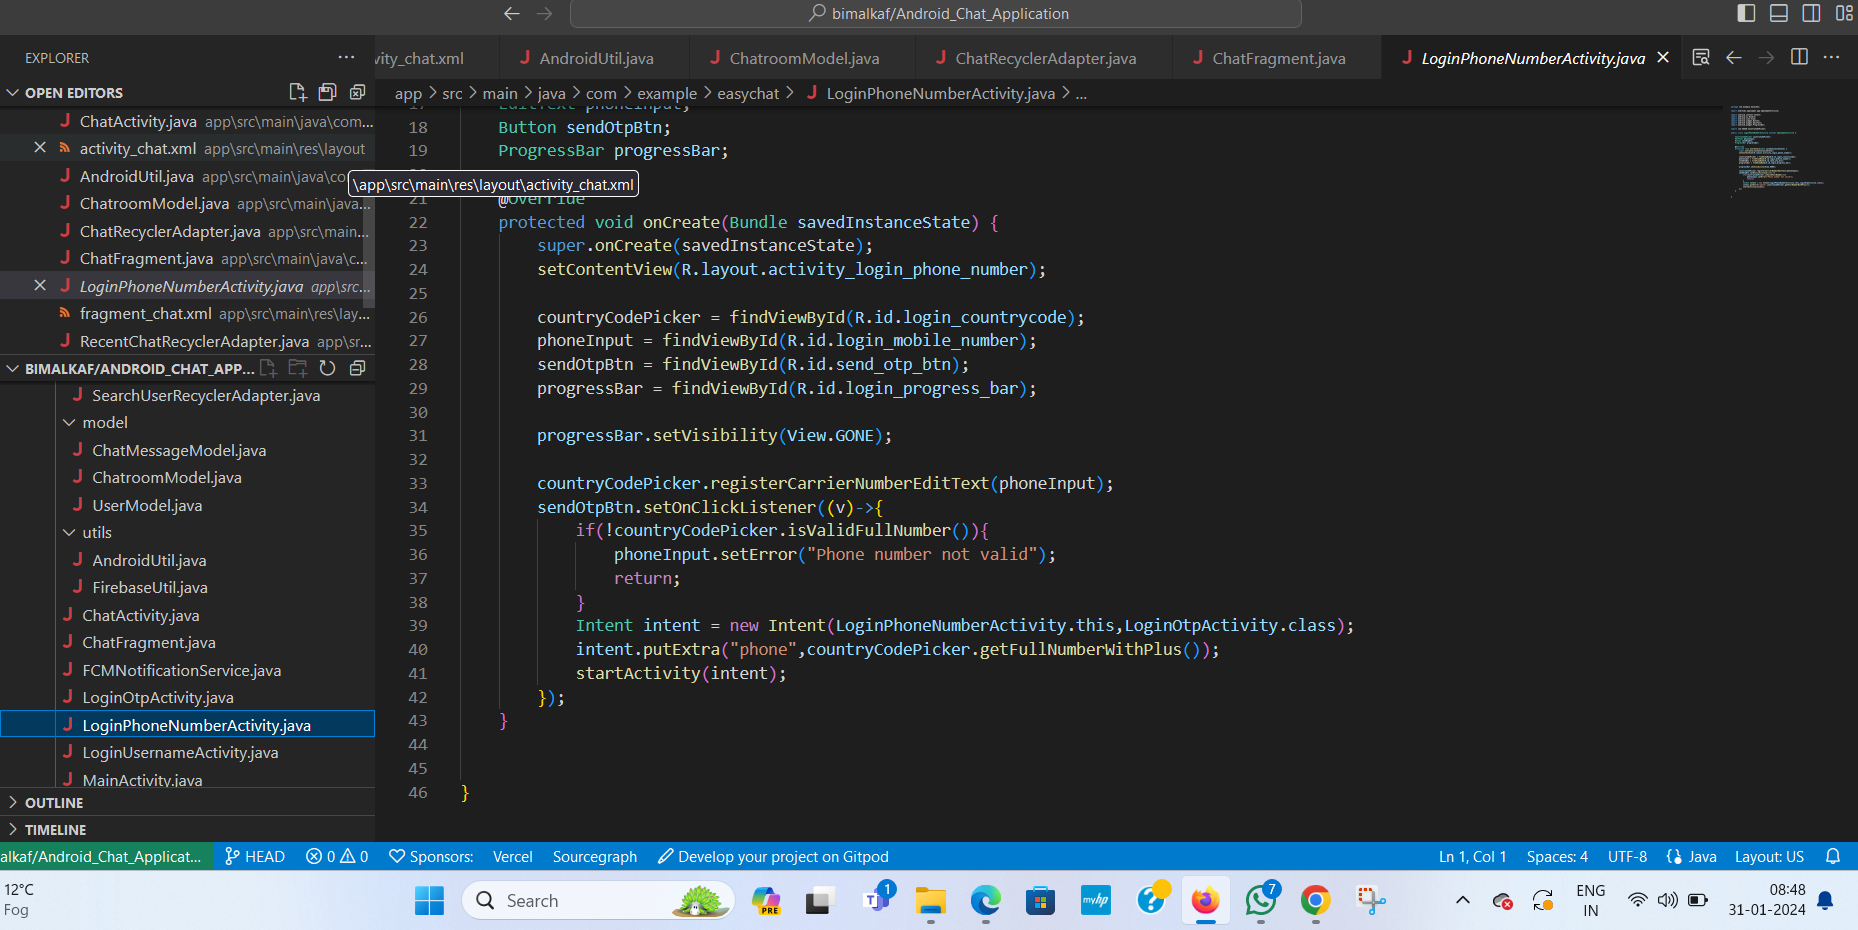 bimalkaf/Android_Chat_Application
EXPLORER
vity_chat.xml
AndroidUtil.java
ChatroomModel.java
ChatRecyclerAdapter.java
ChatFragment.java
LoginPhoneNumberActivity.java
OPEN EDITORS
app > src > main > java > com > example > easychat > LoginPhoneNumberActivity.java > ...
ChatActivity.java app\src\main\java\com...
activity_chat.xml app\src\main\res\layout
AndroidUtil.java app\src\main\java\co
ChatroomModel.java app\src\main\java...
ChatRecyclerAdapter.java app\src\main...
ChatFragment.java app\src\main\java\c...
LoginPhoneNumberActivity.java app\src...
fragment_chat.xml app\src\main\res\lay...
RecentChatRecyclerAdapter.java app\sr...
\app\src\main\res\layout\activity_chat.xml
BIMALKAF/ANDROID_CHAT_APP...
SearchUserRecyclerAdapter.java
model
ChatMessageModel.java
ChatroomModel.java
UserModel.java
utils
AndroidUtil.java
FirebaseUtil.java
ChatActivity.java
ChatFragment.java
FCMNotificationService.java
LoginOtpActivity.java
LoginPhoneNumberActivity.java
LoginUsernameActivity.java
MainActivity.java
OUTLINE
TIMELINE
17 EditText phoneInput;
18 Button sendOtpBtn;
19 ProgressBar progressBar;
21 @Override
22 protected void onCreate(Bundle savedInstanceState) {
23 super.onCreate(savedInstanceState);
24 setContentView(R.layout.activity_login_phone_number);
25
26 countryCodePicker = findViewById(R.id.login_countrycode);
27 phoneInput = findViewById(R.id.login_mobile_number);
28 sendOtpBtn = findViewById(R.id.send_otp_btn);
29 progressBar = findViewById(R.id.login_progress_bar);
30
31 progressBar.setVisibility(View.GONE);
32
33 countryCodePicker.registerCarrierNumberEditText(phoneInput);
34 sendOtpBtn.setOnClickListener((v)->{
35 if(!countryCodePicker.isValidFullNumber()){
36 phoneInput.setError("Phone number not valid");
37 return;
38 }
39 Intent intent = new Intent(LoginPhoneNumberActivity.this,LoginOtpActivity.class);
40 intent.putExtra("phone",countryCodePicker.getFullNumberWithPlus());
41 startActivity(intent);
42 });
43 }
44
45
46 }
alkaf/Android_Chat_Applicat... HEAD 0 0 Sponsors: Vercel Sourcegraph Develop your project on Gitpod Ln 1, Col 1 Spaces: 4 UTF-8 Java Layout: US
12°C
Fog
Search
PRE
T
1
myhp
?
7
ENG
IN
08:48
31-01-2024